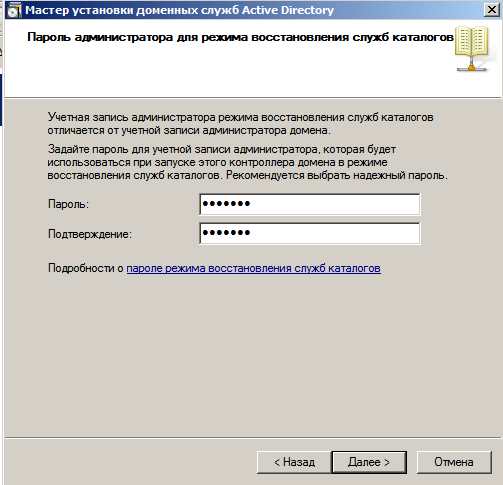 Мастер установки доменных служб Active Directory
Пароль администратора для режима восстановления служб каталогов
Учетная запись администратора режима восстановления служб каталогов
отличается от учетной записи администратора домена.
Задайте пароль для учетной записи администратора, которая будет
использоваться при запуске этого контроллера домена в режиме
восстановления служб каталогов. Рекомендуется выбрать надежный пароль.
Пароль: •••••••
Подтверждение: •••••••
Подробности о пароле режима восстановления служб каталогов
< Назад Далее > Отмена